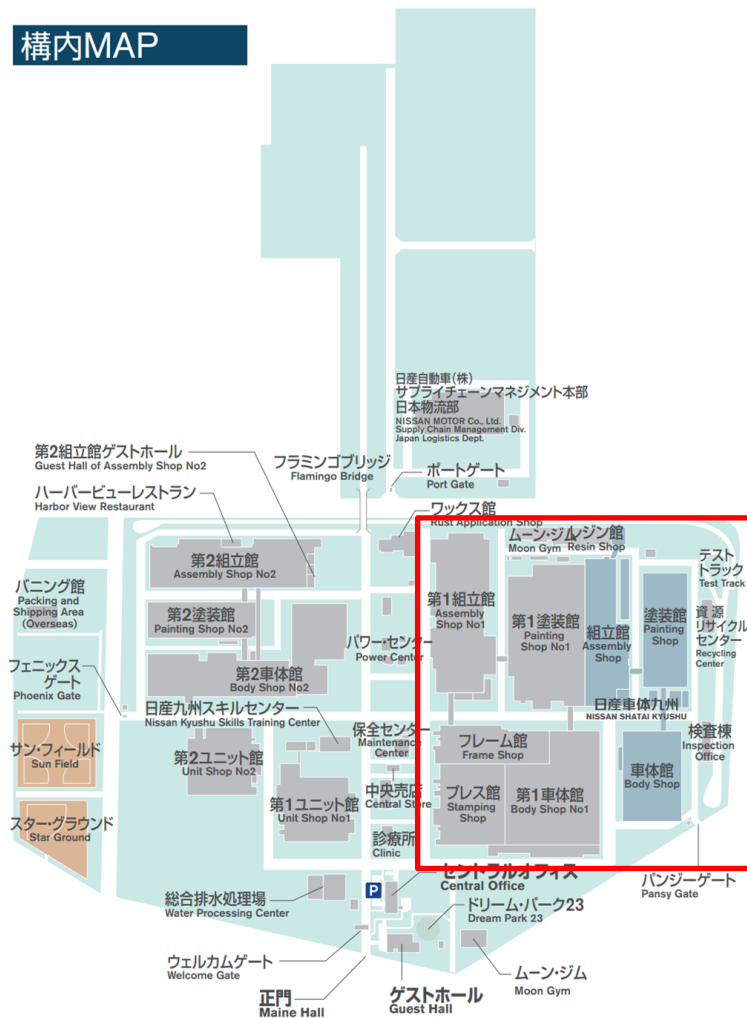 構内MAP
日産自動車(株)
サプライチェーンマネジメント本部
日本物流部
NISSAN MOTOR Co., Ltd.
Supply Chain Management Div.
Japan Logistics Dept.
第2組立館ゲストホール
Guest Hall of Assembly Shop No2
フラミンゴブリッジ
Flamingo Bridge
ポートゲート
Port Gate
ハーバービューレストラン
Harbor View Restaurant
ワックス館
Rust Application Shop
ムーン・ジム
Moon Gym
レジン館
Resin Shop
第2組立館
Assembly Shop No2
テスト
トラック
Test Track
バニング館
Packing and
Shipping Area
(Overseas)
第2塗装館
Painting Shop No2
第1組立館
Assembly
Shop No1
第1塗装館
Painting
Shop No1
組立館
Assembly
Shop
塗装館
Painting
Shop
資 源
リサイクル
センター
Recycling
Center
パワー・センター
Power Center
フェニックス
ゲート
Phoenix Gate
第2車体館
Body Shop No2
日産九州スキルセンター
Nissan Kyushu Skills Training Center
日産車体九州
NISSAN SHATAI KYUSHU
保全センター
Maintenance
Center
フレーム館
Frame Shop
検査棟
Inspection
Office
サン・フィールド
Sun Field
第2ユニット館
Unit Shop No2
車体館
Body Shop
中央売店
Central Store
プレス館
Stamping
Shop
第1車体館
Body Shop No1
第1ユニット館
Unit Shop No1
スター・グラウンド
Star Ground
診療所
Clinic
セントラルオフィス
Central Office
パンジーゲート
Pansy Gate
P
総合排水処理場
Water Processing Center
ドリーム・パーク23
Dream Park 23
ウェルカムゲート
Welcome Gate
ムーン・ジム
Moon Gym
正門
Maine Hall
ゲストホール
Guest Hall